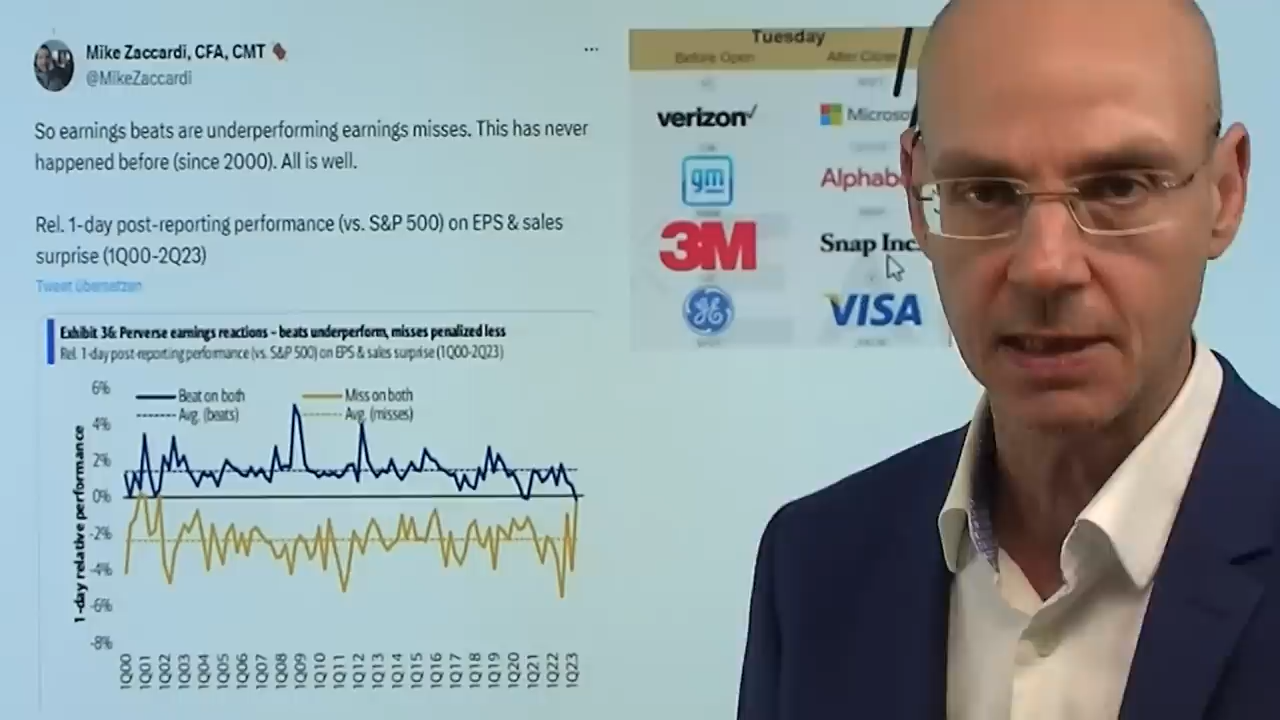 Mike Zaccardi, CFA, CMT
@MikeZaccardi
So earnings beats are underperforming earnings misses. This has never
happened before (since 2000). All is well.
Rel. 1-day post-reporting performance (vs. S&P 500) on EPS & sales
surprise (1Q00-2Q23)
Tweet übersetzen
Exhibit 36: Perverse earnings reactions – beats underperform, misses penalized less
Rel. 1-day post-reporting performance (vs. S&P 500) on EPS & sales surprise (1Q00-2Q23)
Beat on both
Miss on both
Avg. (beats)
Avg. (misses)
1-day relative performance
6%
4%
2%
0%
-2%
-4%
-6%
-8%
1Q00
1Q01
1Q02
1Q03
1Q04
1Q05
1Q06
1Q07
1Q08
1Q09
1Q10
1Q11
1Q12
1Q13
1Q14
1Q15
1Q16
1Q17
1Q18
1Q19
1Q20
1Q21
1Q22
1Q23
Tuesday
Before Open
After Close
verizon
Microso
gm
Alphab
3M
Snap Inc.
GE
VISA